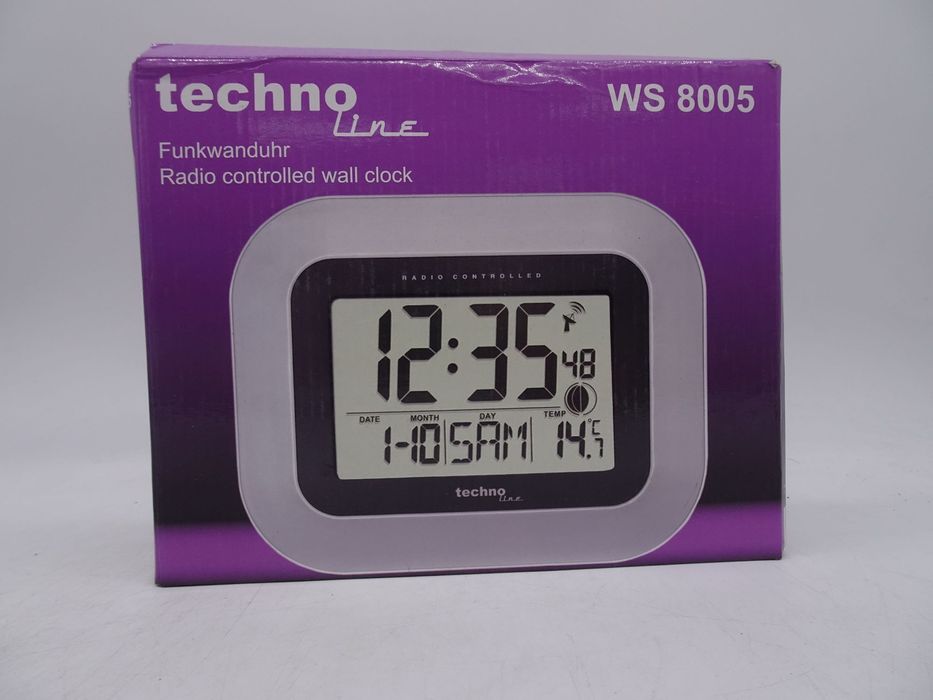 techno
line
WS 8005
Funkwanduhr
Radio controlled wall clock
RADIO CONTROLLED
12:35
48
DATE MONTH DAY TEMP
1-10 SAM 14.7 °C
techno
line